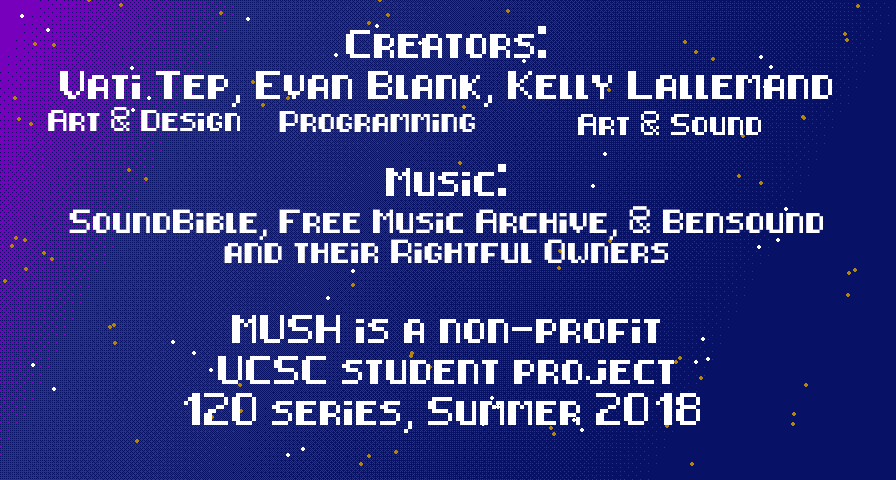 Creators:
Vati Tep, Evan Blank, Kelly Lallemand
Art & Design Programming Art & Sound
Music:
SoundBible, Free Music Archive, & Bensound
and their Rightful Owners
MUSH is a non-profit
UCSC student project
120 series, Summer 2018